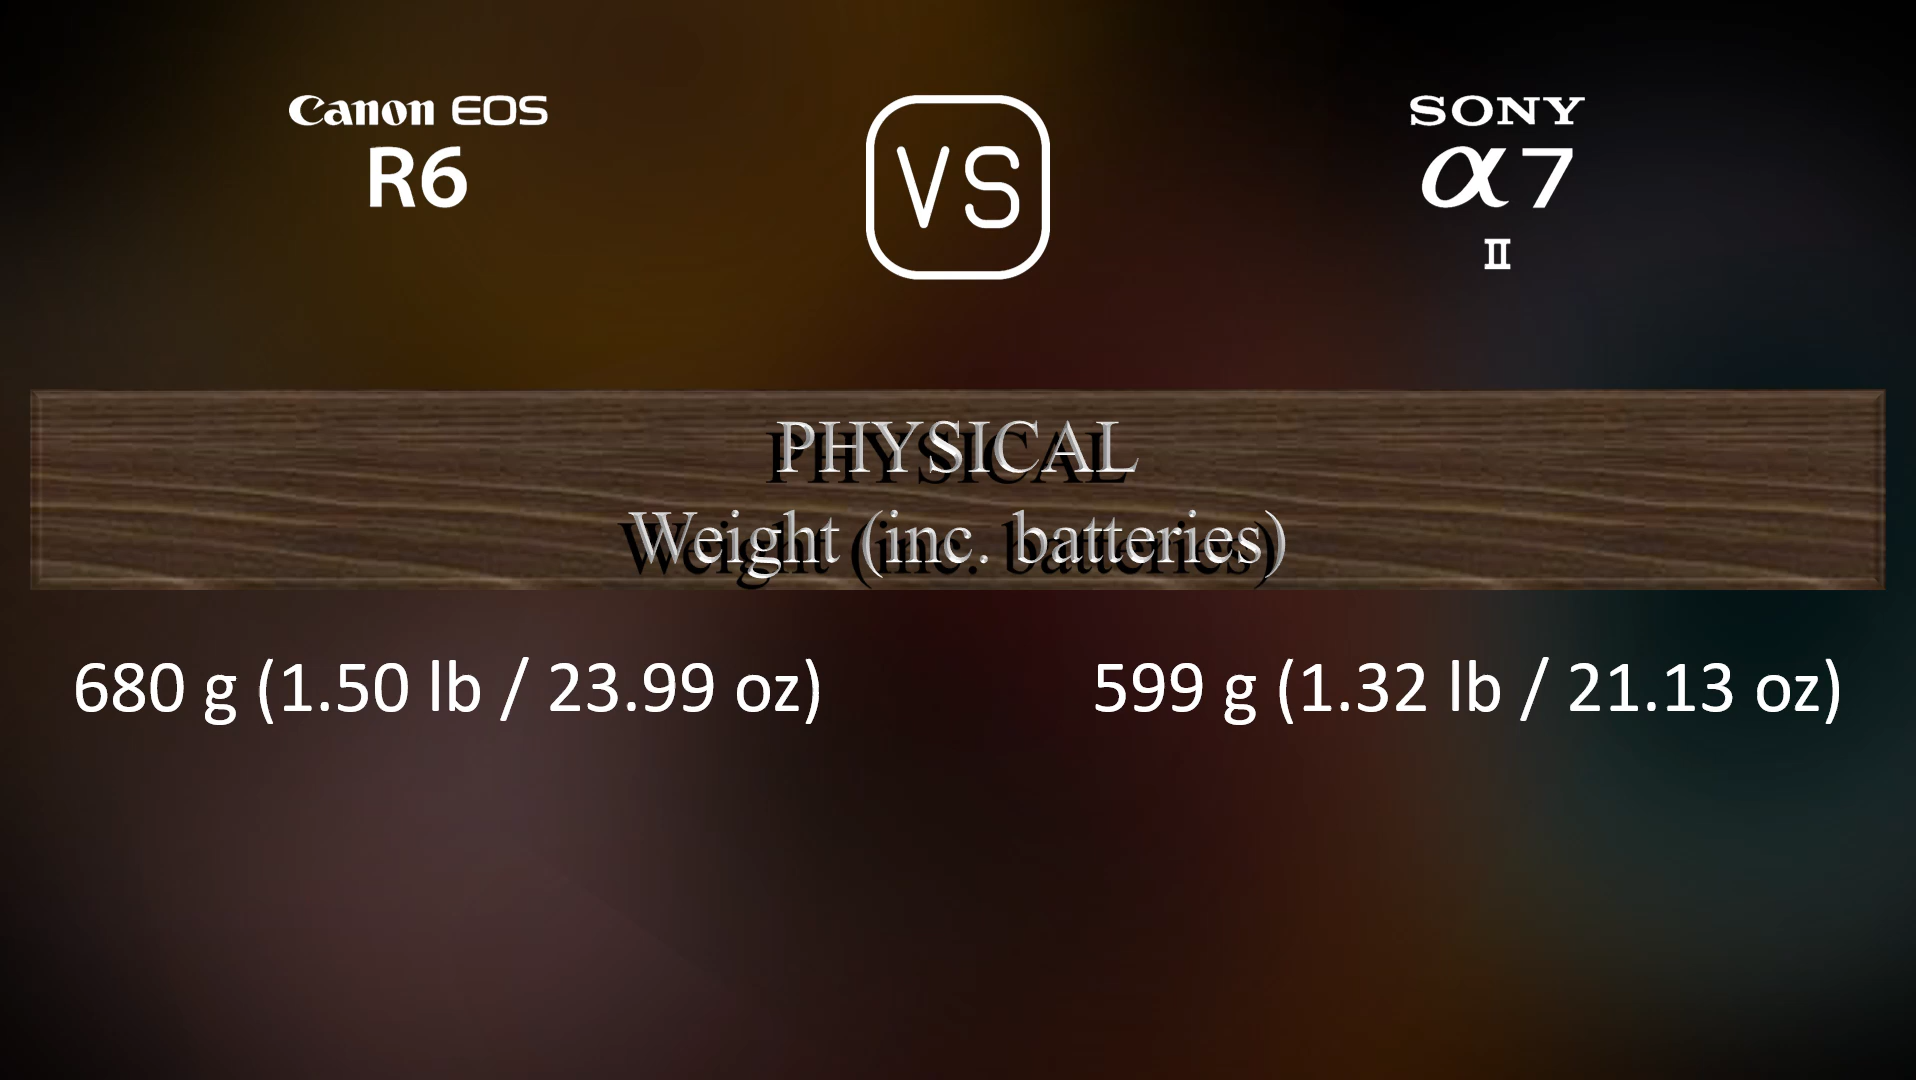 Canon EOS
R6
VS
SONY
α7
II
PHYSICAL
Weight (inc. batteries)
680 g (1.50 lb / 23.99 oz)
599 g (1.32 lb / 21.13 oz)